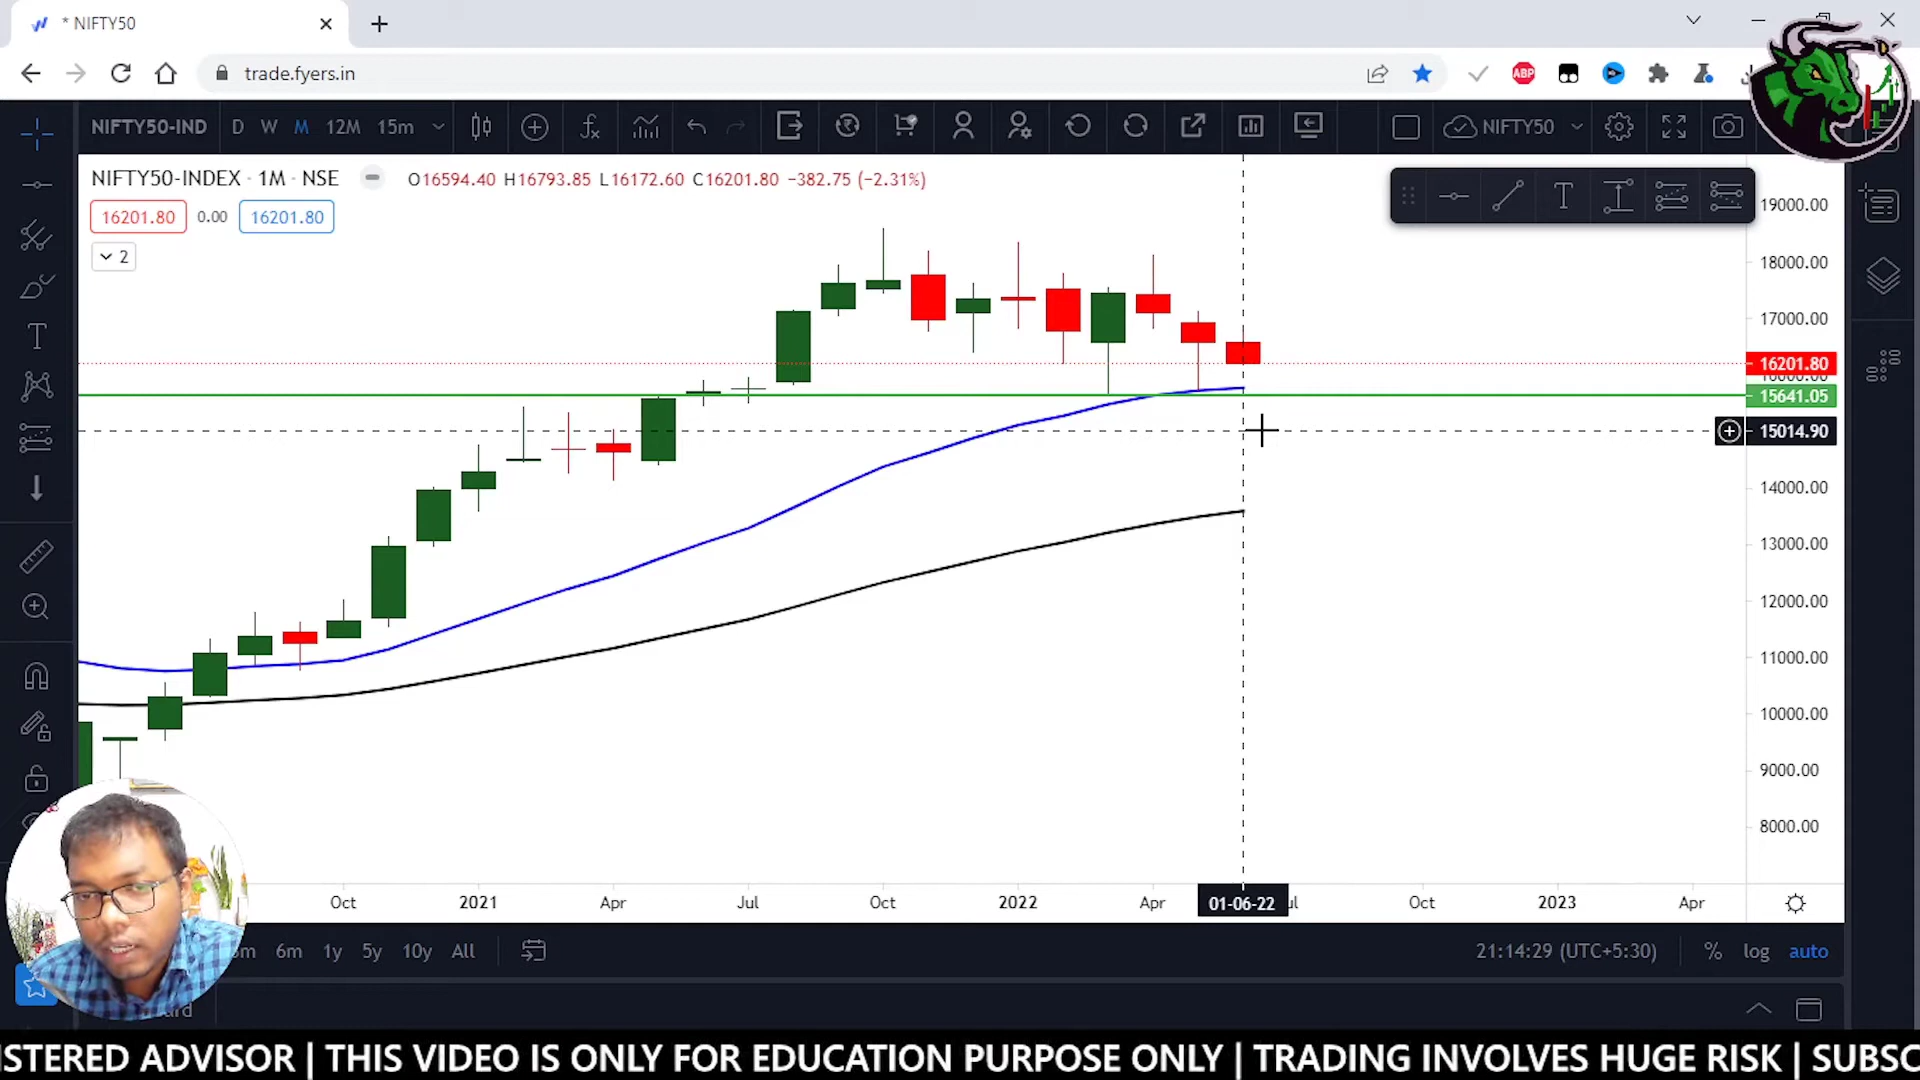 * NIFTY50
trade.fyers.in
ABP
NIFTY50-IND D W M 12M 15m NIFTY50
NIFTY50-INDEX · 1M · NSE O16594.40 H16793.85 L16172.60 C16201.80 −382.75 (−2.31%)
16201.80 0.00 16201.80
2
19000.00
18000.00
17000.00
16201.80
16000.00
15641.05
15014.90
14000.00
13000.00
12000.00
11000.00
10000.00
9000.00
8000.00
Oct 2021 Apr Jul Oct 2022 Apr 01-06-22 Oct 2023 Apr
6m 1y 5y 10y All 21:14:29 (UTC+5:30) % log auto
ISTERED ADVISOR | THIS VIDEO IS ONLY FOR EDUCATION PURPOSE ONLY | TRADING INVOLVES HUGE RISK | SUBSC